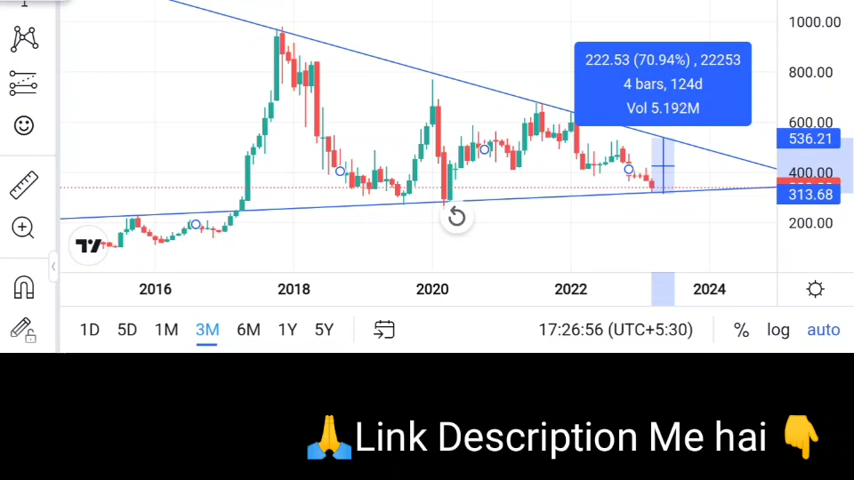 1000.00
222.53 (70.94%) , 22253
4 bars, 124d
Vol 5.192M
800.00
600.00
536.21
400.00
313.68
200.00
2016 2018 2020 2022 2024
1D 5D 1M 3M 6M 1Y 5Y 17:26:56 (UTC+5:30) % log auto
🙏Link Description Me hai 👇